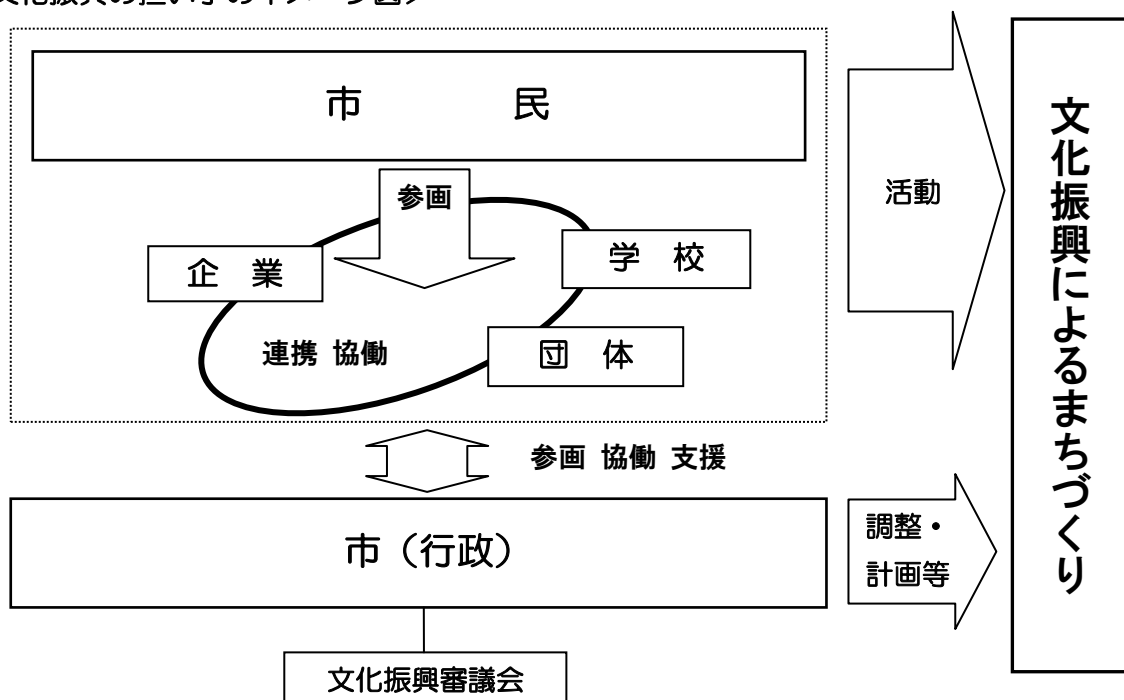 市　民
参画
企　業
学　校
団　体
連携 協働
活動
参画 協働 支援
市（行政）
調整・
計画等
文化振興審議会
文化振興によるまちづくり